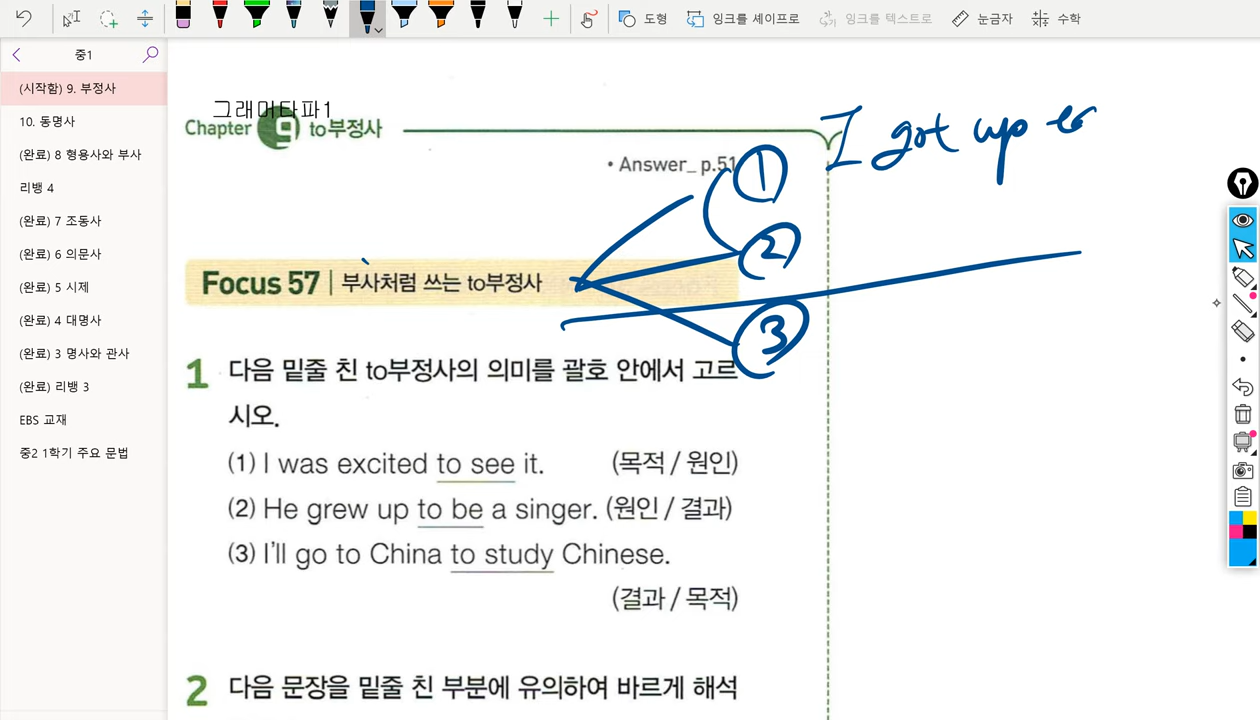 도형
잉크를 셰이프로
잉크를 텍스트로
눈금자
수학
중1
(시작함) 9. 부정사
10. 동명사
(완료) 8 형용사와 부사
리뱅 4
(완료) 7 조동사
(완료) 6 의문사
(완료) 5 시제
(완료) 4 대명사
(완료) 3 명사와 관사
(완료) 리뱅 3
EBS 교재
중2 1학기 주요 문법
그래머타파1
Chapter 9 to부정사
I got up er
• Answer_ p.51
1
2
3
Focus 57 | 부사처럼 쓰는 to부정사
1 다음 밑줄 친 to부정사의 의미를 괄호 안에서 고르
시오.
(1) I was excited to see it. (목적 / 원인)
(2) He grew up to be a singer. (원인 / 결과)
(3) I'll go to China to study Chinese.
(결과 / 목적)
2 다음 문장을 밑줄 친 부분에 유의하여 바르게 해석